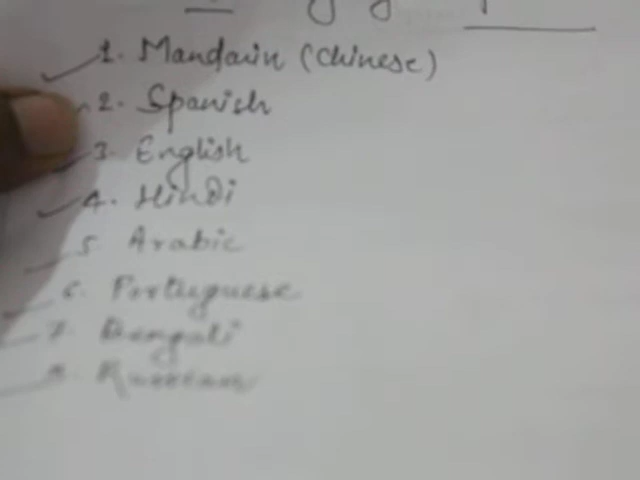 1. Mandarin (Chinese)
2. Spanish
3. English
4. Hindi
5. Arabic
6. Portuguese
7. Bengali
8. Russian